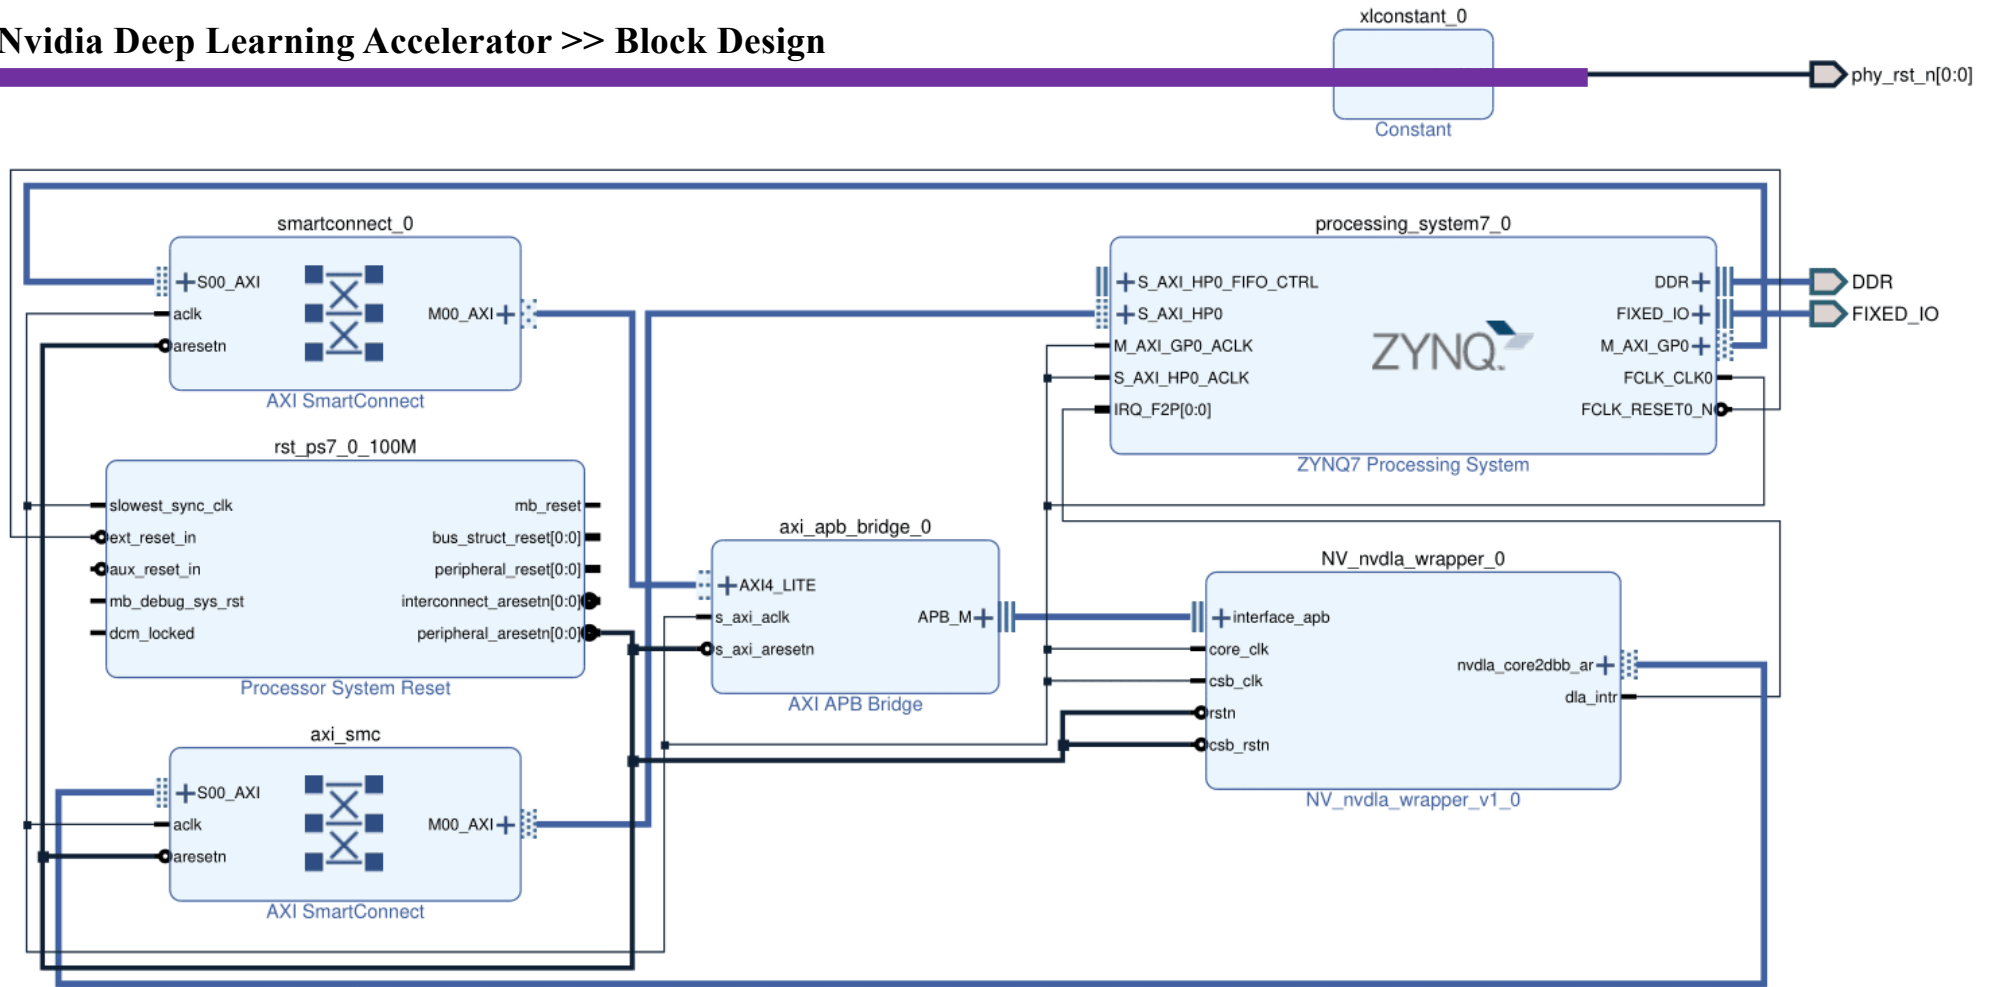 Nvidia Deep Learning Accelerator >> Block Design
xlconstant_0
phy_rst_n[0:0]
Constant
smartconnect_0
S00_AXI
aclk
aresetn
M00_AXI
AXI SmartConnect
processing_system7_0
S_AXI_HP0_FIFO_CTRL
S_AXI_HP0
M_AXI_GP0_ACLK
S_AXI_HP0_ACLK
IRQ_F2P[0:0]
ZYNQ
DDR
FIXED_IO
M_AXI_GP0
FCLK_CLK0
FCLK_RESET0_N
ZYNQ7 Processing System
DDR
FIXED_IO
rst_ps7_0_100M
slowest_sync_clk
ext_reset_in
aux_reset_in
mb_debug_sys_rst
dcm_locked
mb_reset
bus_struct_reset[0:0]
peripheral_reset[0:0]
interconnect_aresetn[0:0]
peripheral_aresetn[0:0]
Processor System Reset
axi_apb_bridge_0
AXI4_LITE
s_axi_aclk
s_axi_aresetn
APB_M
AXI APB Bridge
NV_nvdla_wrapper_0
interface_apb
core_clk
csb_clk
rstn
csb_rstn
nvdla_core2dbb_ar
dla_intr
NV_nvdla_wrapper_v1_0
axi_smc
S00_AXI
aclk
aresetn
M00_AXI
AXI SmartConnect